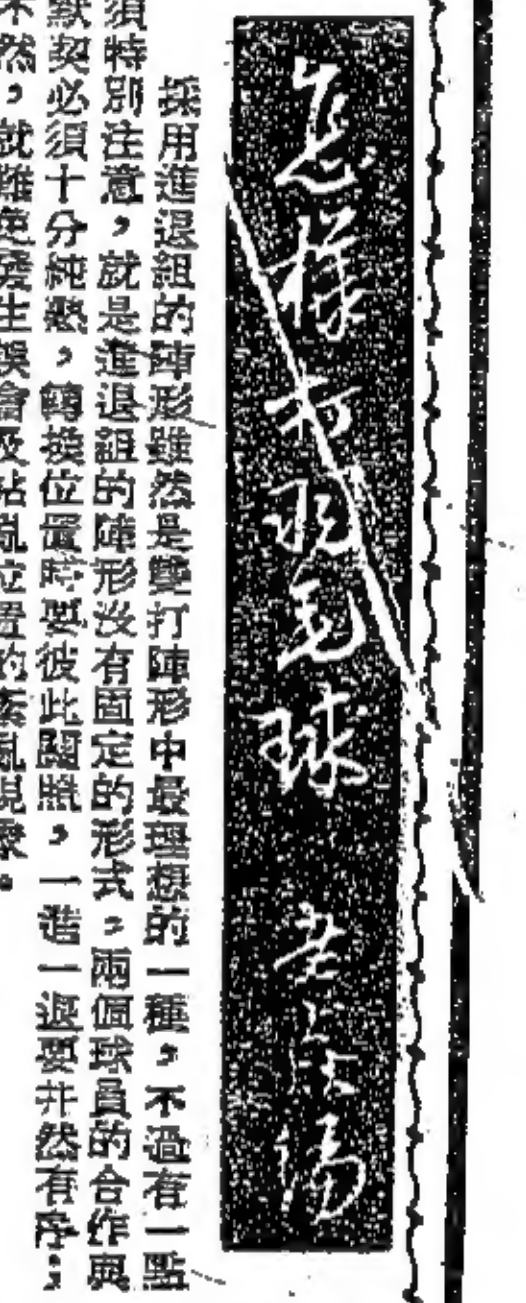 怎樣打羽毛球
採用進退組的陣形雖然是雙打陣形中最理想的一種，不過有一點
須特別注意，就是進退組的陣形沒有固定的形式，兩個球員的合作與
默契必須十分純熟，轉換位置時要彼此關照，一進一退要井然有序，
不然，就難免發生誤會及站亂位置的紊亂現象。